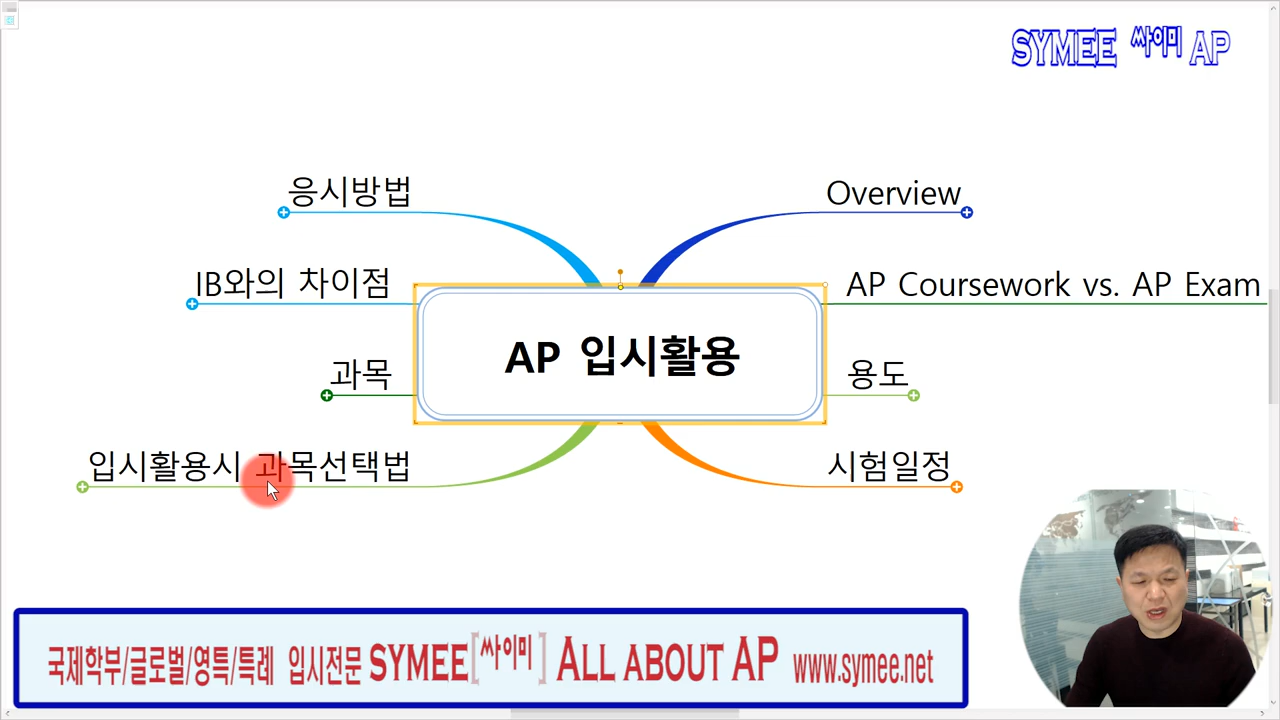 SYMEE 싸이미 AP
응시방법
Overview
IB와의 차이점
AP Coursework vs. AP Exam
AP 입시활용
과목
용도
입시활용시 과목선택법
시험일정
국제학부/글로벌/영특/특례 입시전문 SYMEE[싸이미] ALL ABOUT AP www.symee.net